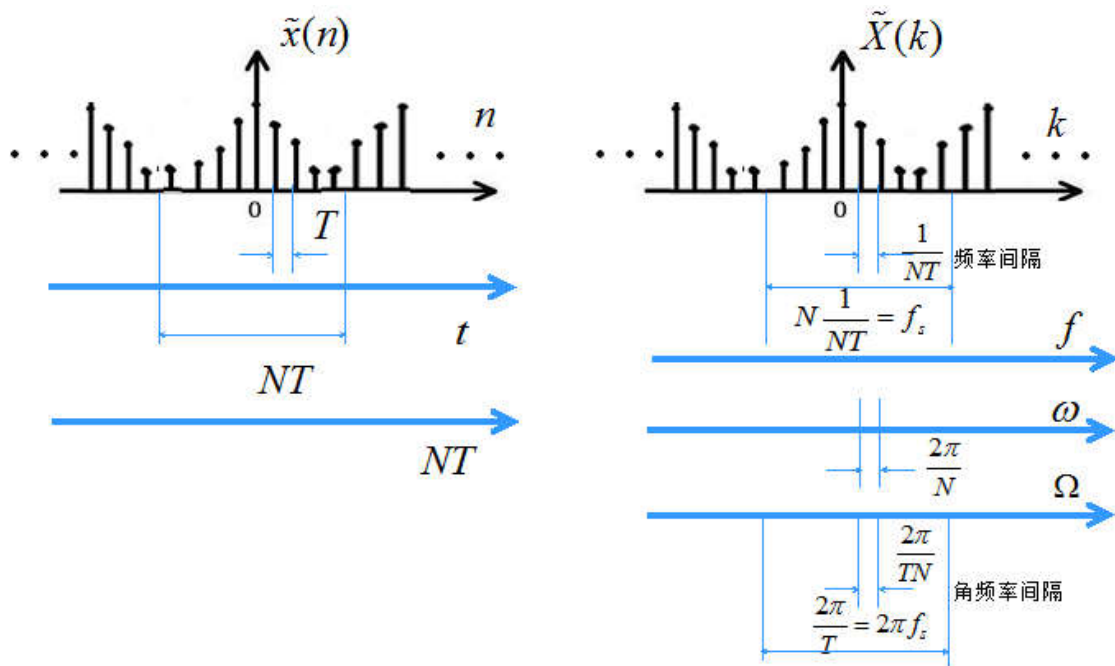 x̃(n)
n
0
T
t
NT
NT
X̃(k)
k
0
1/NT 频率间隔
N 1/NT = f_s
f
ω
2π/N
Ω
2π/TN
角频率间隔
2π/T = 2πf_s